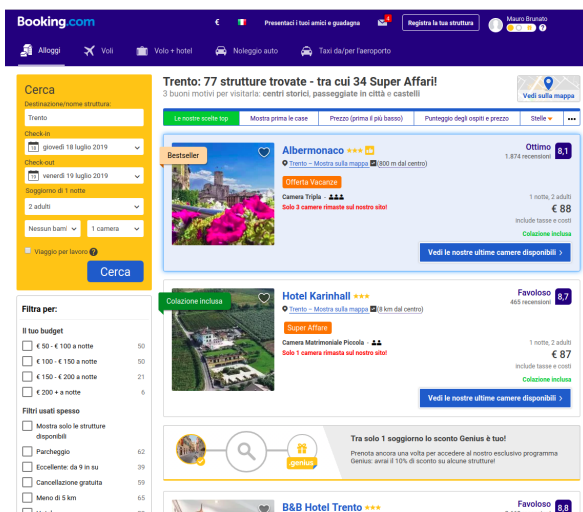 Booking.com
€
Presentaci i tuoi amici e guadagna
Registra la tua struttura
Mauro Brunato
Alloggi
Voli
Volo + hotel
Noleggio auto
Taxi da/per l'aeroporto
Cerca
Destinazione/nome struttura:
Trento
Check-in
giovedì 18 luglio 2019
Check-out
venerdì 19 luglio 2019
Soggiorno di 1 notte
2 adulti
Nessun bambi
1 camera
Viaggio per lavoro ?
Cerca
Filtra per:
Il tuo budget
€ 50 - € 100 a notte 50
€ 100 - € 150 a notte 50
€ 150 - € 200 a notte 21
€ 200 + a notte 6
Filtri usati spesso
Mostra solo le strutture
disponibili
Parcheggio 62
Eccellente: da 9 in su 39
Cancellazione gratuita 59
Meno di 5 km 65
Trento: 77 strutture trovate - tra cui 34 Super Affari!
3 buoni motivi per visitarla: centri storici, passeggiate in città e castelli
Vedi sulla mappa
Le nostre scelte top
Mostra prima le case
Prezzo (prima il più basso)
Punteggio degli ospiti e prezzo
Stelle
Bestseller
Albermonaco
Trento – Mostra sulla mappa (800 m dal centro)
Offerta Vacanze
Camera Tripla
Solo 3 camere rimaste sul nostro sito!
Ottimo 8,1
1.874 recensioni
1 notte, 2 adulti
€ 88
include tasse e costi
Colazione inclusa
Vedi le nostre ultime camere disponibili
Colazione inclusa
Hotel Karinhall
Trento – Mostra sulla mappa (8 km dal centro)
Super Affare
Camera Matrimoniale Piccola
Solo 1 camera rimasta sul nostro sito!
Favoloso 8,7
465 recensioni
1 notte, 2 adulti
€ 87
include tasse e costi
Colazione inclusa
Vedi le nostre ultime camere disponibili
.genius
Tra solo 1 soggiorno lo sconto Genius è tuo!
Prenota ancora una volta per accedere al nostro esclusivo programma
Genius: avrai il 10% di sconto su alcune strutture!
B&B Hotel Trento
Favoloso 8,8